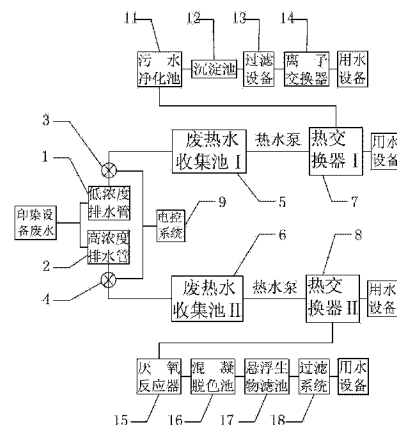 11
12
13
14
污水
净化池
沉淀池
过滤
设备
离子
交换器
用水
设备
3
1
低浓度
排水管
印染设
备废水
高浓度
排水管
2
4
电控
系统
9
废热水
收集池 I
热水泵
热交
换器 I
用水
设备
5
7
6
8
废热水
收集池 II
热水泵
热交
换器 II
用水
设备
厌氧
反应器
混凝
脱色池
悬浮生
物滤池
过滤
系统
用水
设备
15
16
17
18